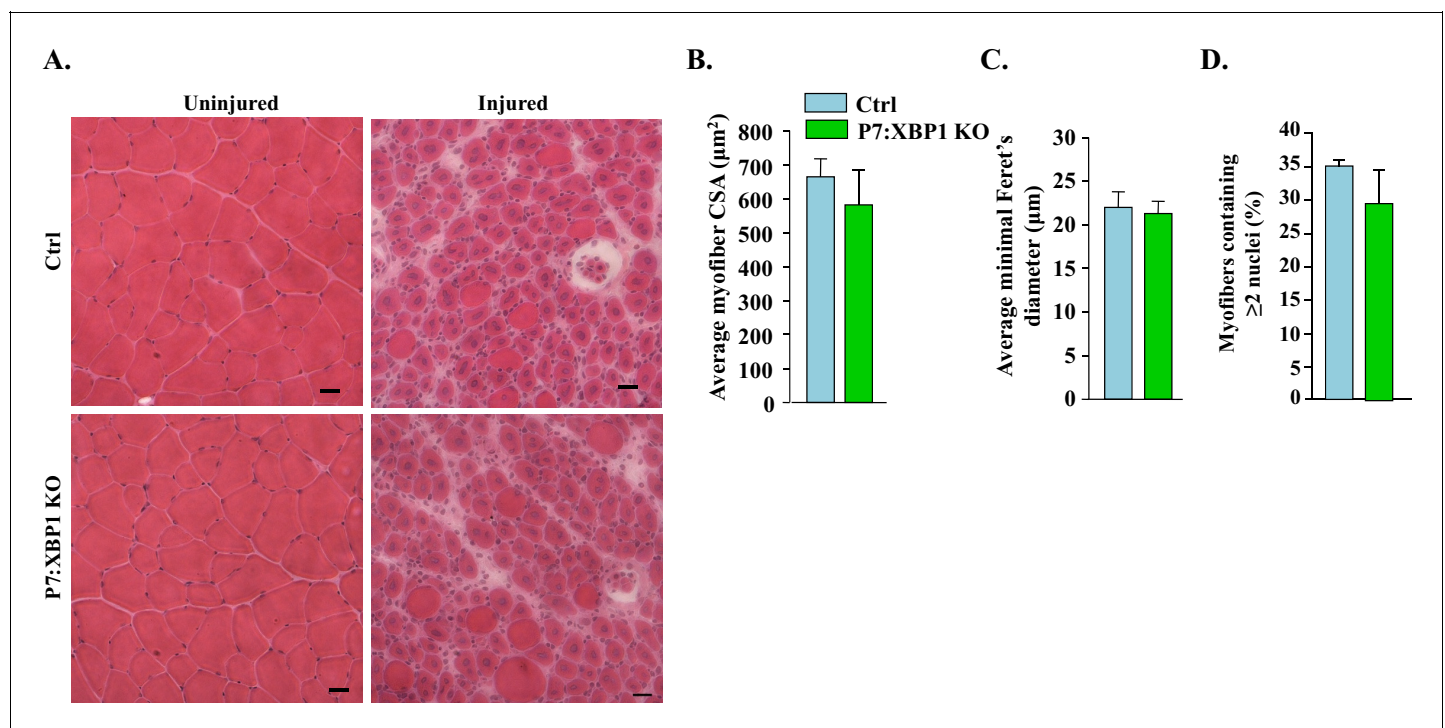 A.
Uninjured
Injured
Ctrl
P7:XBP1 KO
B.
Ctrl
P7:XBP1 KO
Average myofiber CSA (µm²)
800
700
600
500
400
300
200
100
0
C.
Average minimal Feret's
diameter (µm)
30
25
20
15
10
5
0
D.
Myofibers containing
≥2 nuclei (%)
40
35
30
25
20
35
10
5
0